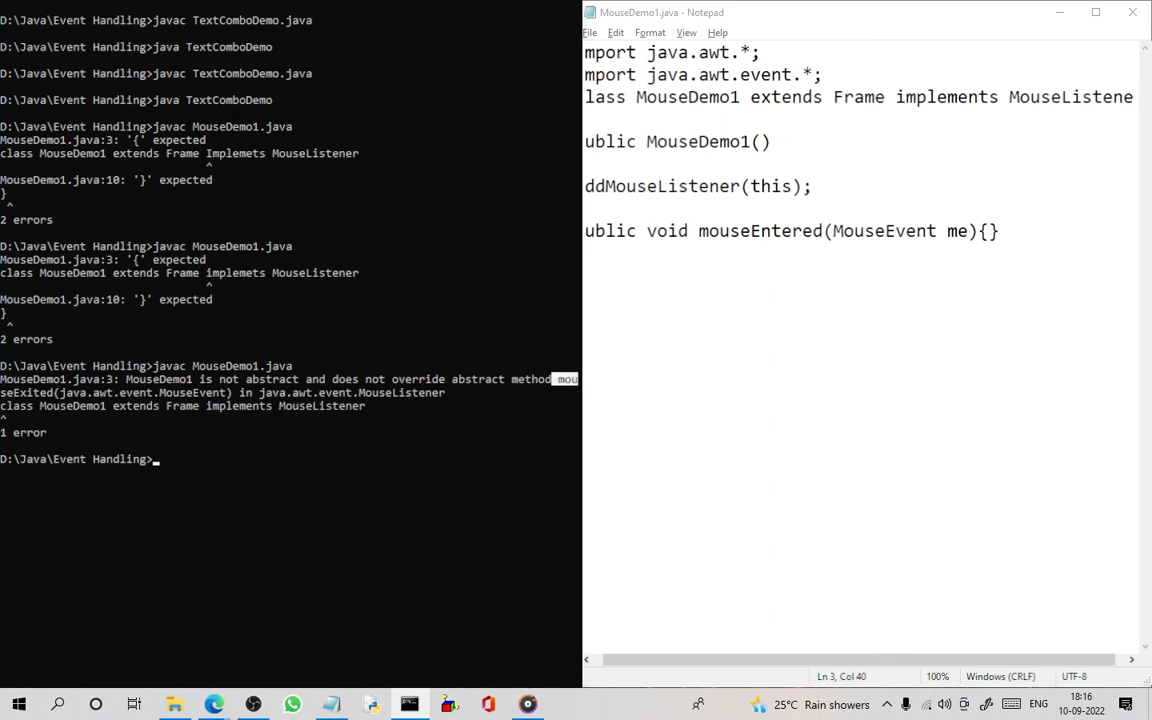 D:\Java\Event Handling>javac TextComboDemo.java
D:\Java\Event Handling>java TextComboDemo
D:\Java\Event Handling>javac TextComboDemo.java
D:\Java\Event Handling>java TextComboDemo
D:\Java\Event Handling>javac MouseDemo1.java
MouseDemo1.java:3: '{' expected
class MouseDemo1 extends Frame Implemets MouseListener
^
MouseDemo1.java:10: '}' expected
}
^
2 errors
D:\Java\Event Handling>javac MouseDemo1.java
MouseDemo1.java:3: '{' expected
class MouseDemo1 extends Frame implemets MouseListener
^
MouseDemo1.java:10: '}' expected
}
^
2 errors
D:\Java\Event Handling>javac MouseDemo1.java
MouseDemo1.java:3: MouseDemo1 is not abstract and does not override abstract method mou
seExited(java.awt.event.MouseEvent) in java.awt.event.MouseListener
class MouseDemo1 extends Frame implements MouseListener
^
1 error
D:\Java\Event Handling>
MouseDemo1.java - Notepad
File Edit Format View Help
mport java.awt.*;
mport java.awt.event.*;
lass MouseDemo1 extends Frame implements MouseListene
ublic MouseDemo1()
ddMouseListener(this);
ublic void mouseEntered(MouseEvent me){}
Ln 3, Col 40 100% Windows (CRLF) UTF-8
25°C Rain showers ENG 18:16
10-09-2022